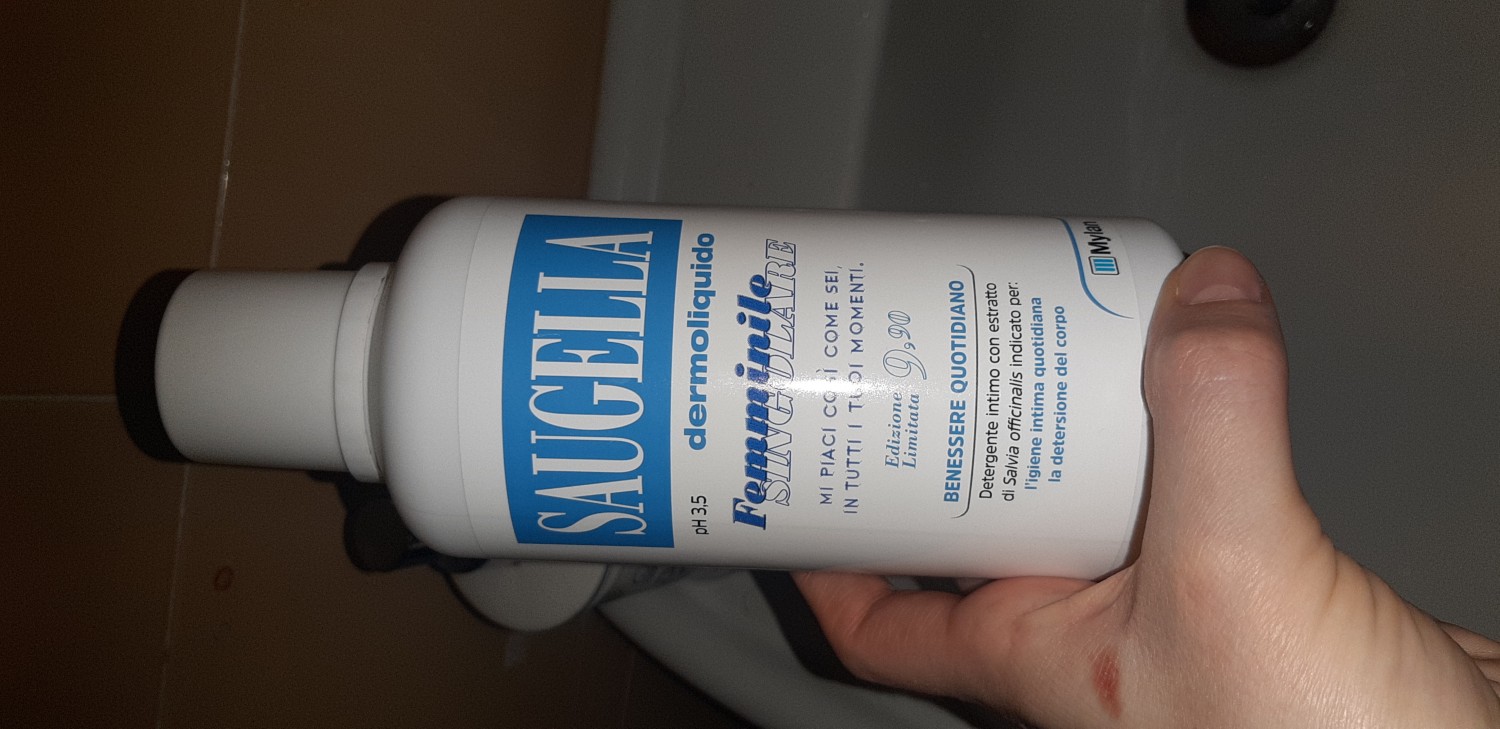 SAUGELLA
pH 3,5 dermoliquido
Femminile
SINGOLARE
MI PIACI COSÌ COME SEI,
IN TUTTI I TUOI MOMENTI.
Edizione
Limitata 9,90
BENESSERE QUOTIDIANO
Detergente intimo con estratto
di Salvia officinalis indicato per:
l'igiene intima quotidiana
la detersione del corpo
Mylan